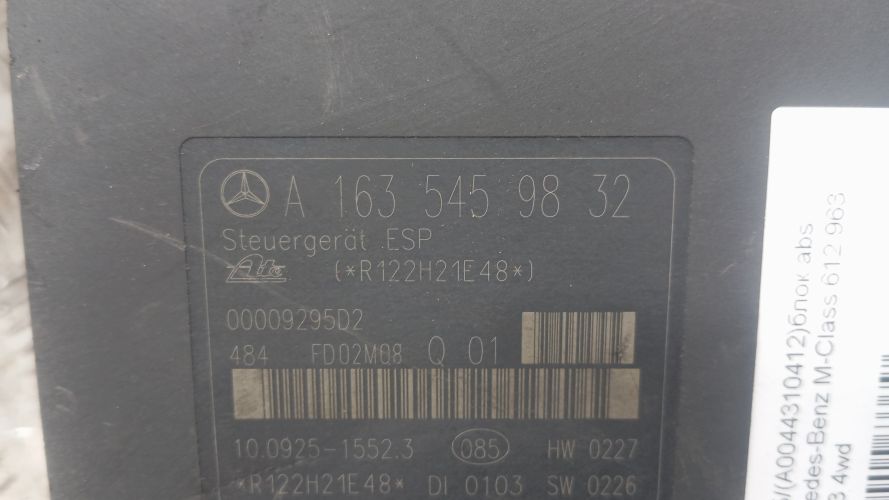 A 163 545 98 32
Steuergerät ESP
Ate (*R122H21E48*)
00009295D2
484 FD02M08 Q 01
10.0925-1552.3 085 HW 0227
*R122H21E48* DI 0103 SW 0226
/(A0044310412)блок abs
edes-Benz M-Class 612 963
4wd